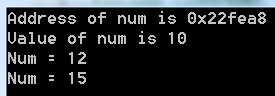 Address of num is 0x22fea8
Value of num is 10
Num = 12
Num = 15